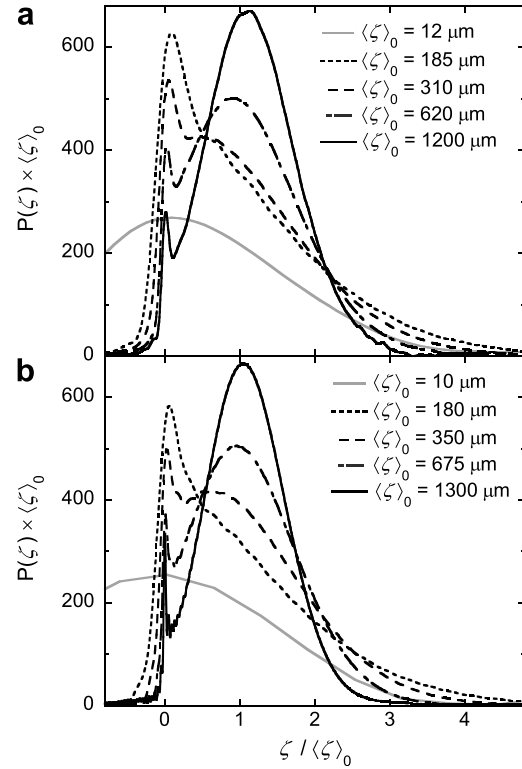 a
P(ζ) × ⟨ζ⟩₀
600
400
200
0
⟨ζ⟩₀ = 12 μm
⟨ζ⟩₀ = 185 μm
⟨ζ⟩₀ = 310 μm
⟨ζ⟩₀ = 620 μm
⟨ζ⟩₀ = 1200 μm
b
P(ζ) × ⟨ζ⟩₀
600
400
200
0
⟨ζ⟩₀ = 10 μm
⟨ζ⟩₀ = 180 μm
⟨ζ⟩₀ = 350 μm
⟨ζ⟩₀ = 675 μm
⟨ζ⟩₀ = 1300 μm
0 1 2 3 4
ζ / ⟨ζ⟩₀